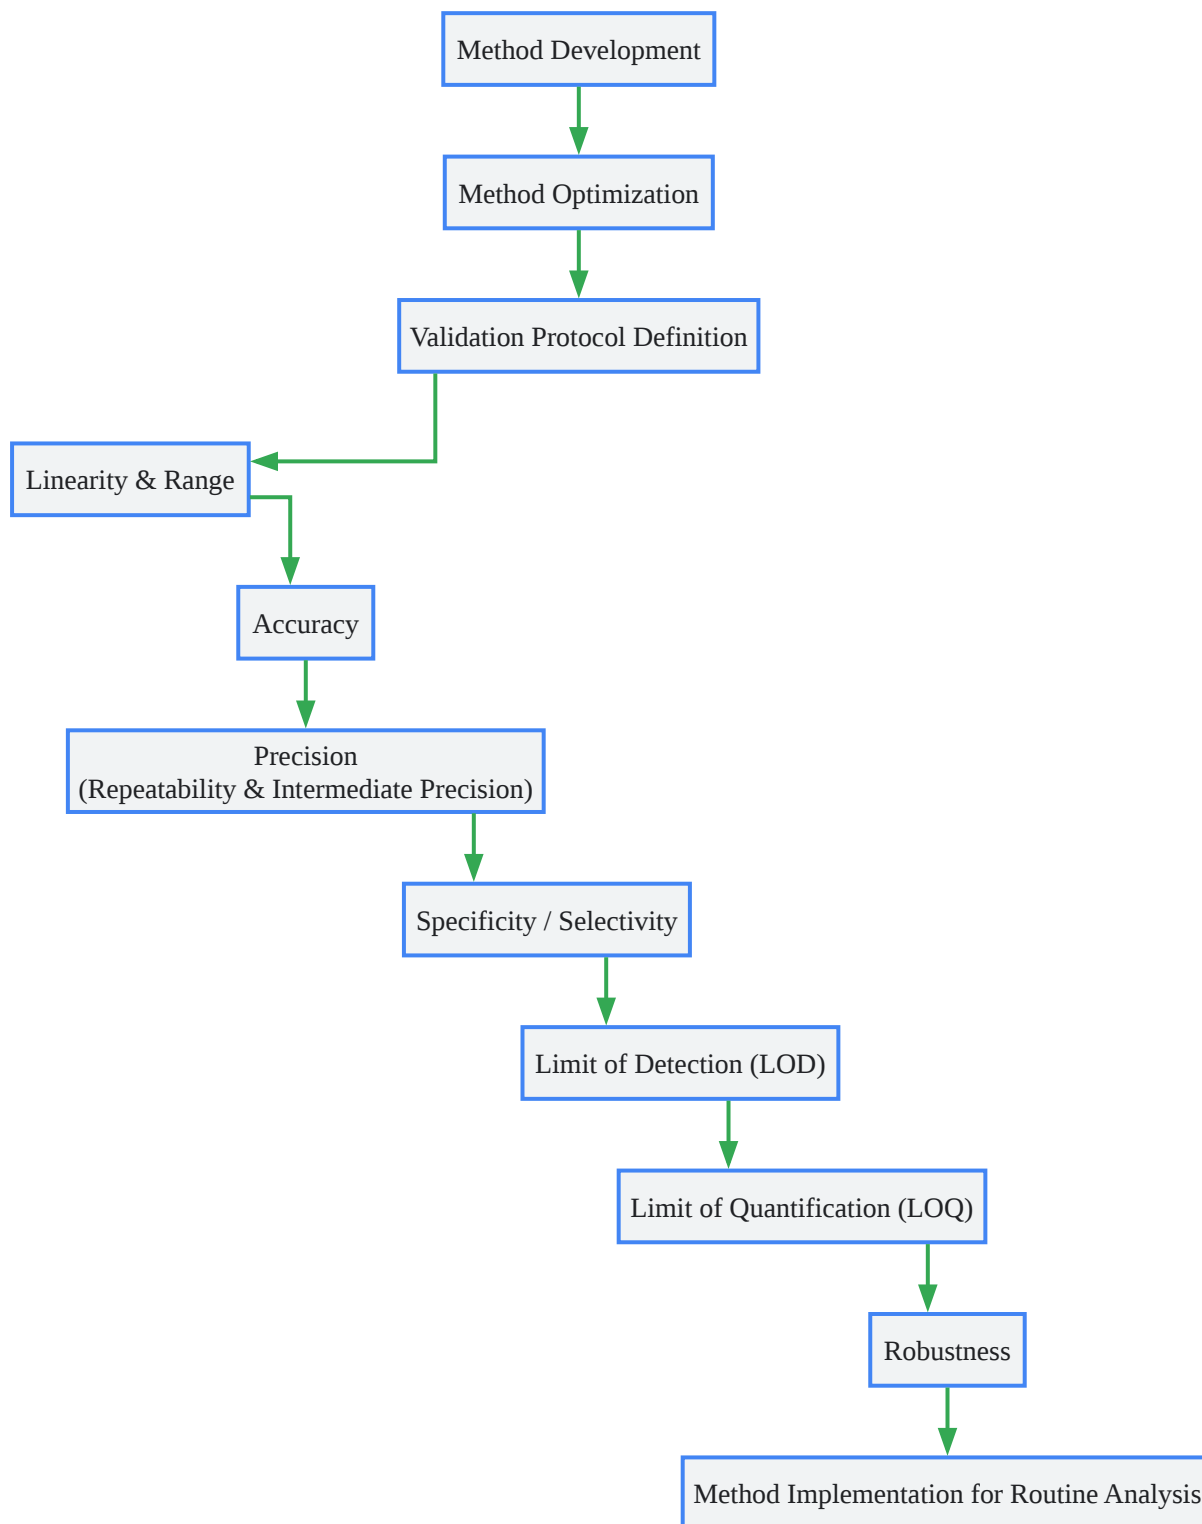 Method Development
Method Optimization
Validation Protocol Definition
Linearity & Range
Accuracy
Precision
(Repeatability & Intermediate Precision)
Specificity / Selectivity
Limit of Detection (LOD)
Limit of Quantification (LOQ)
Robustness
Method Implementation for Routine Analysis